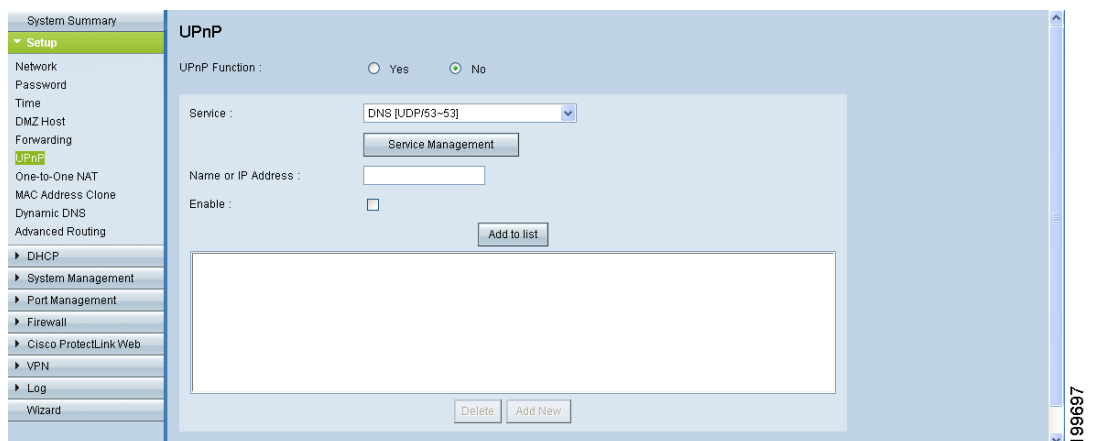 System Summary
Setup
Network
Password
Time
DMZ Host
Forwarding
UPnP
One-to-One NAT
MAC Address Clone
Dynamic DNS
Advanced Routing
DHCP
System Management
Port Management
Firewall
Cisco ProtectLink Web
VPN
Log
Wizard
UPnP
UPnP Function : Yes No
Service : DNS [UDP/53~53]
Service Management
Name or IP Address :
Enable :
Add to list
Delete Add New
199697